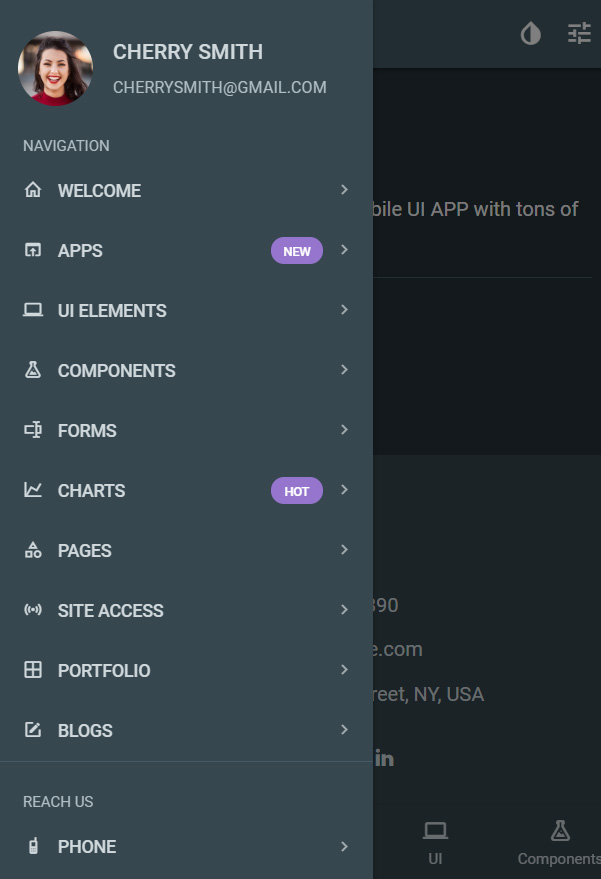 CHERRY SMITH
CHERRYSMITH@GMAIL.COM
NAVIGATION
WELCOME
APPS NEW
UI ELEMENTS
COMPONENTS
FORMS
CHARTS HOT
PAGES
SITE ACCESS
PORTFOLIO
BLOGS
REACH US
PHONE
bile UI APP with tons of
390
e.com
reet, NY, USA
in
UI
Components